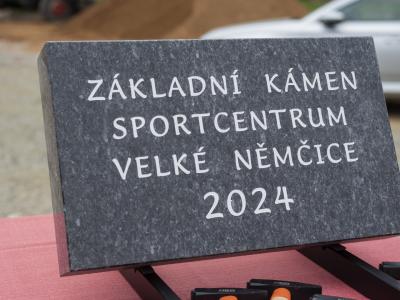 ZÁKLADNÍ KÁMEN
SPORTCENTRUM
VELKÉ NĚMČICE
2024